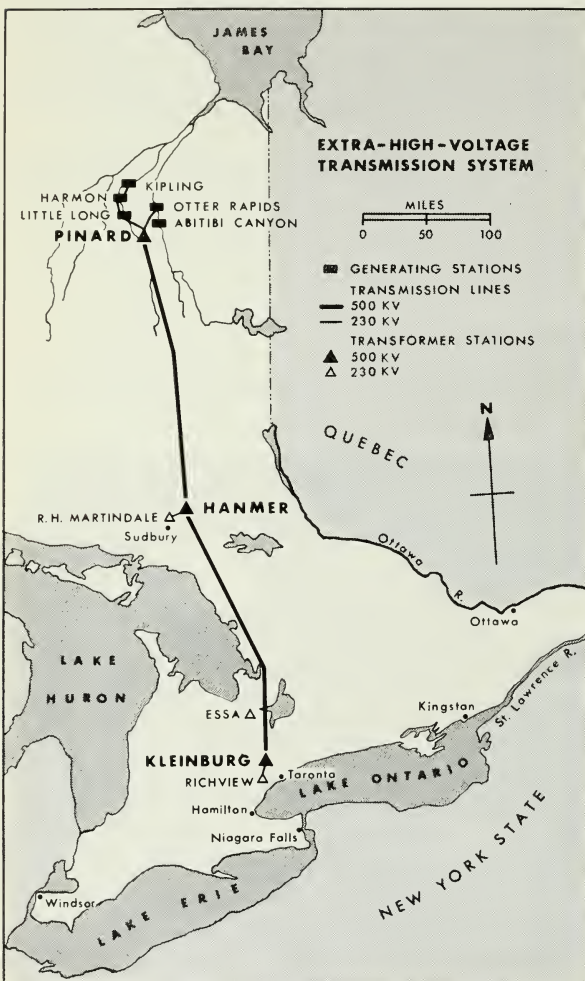 JAMES
BAY
EXTRA-HIGH-VOLTAGE
TRANSMISSION SYSTEM
MILES
0 50 100
GENERATING STATIONS
TRANSMISSION LINES
500 KV
230 KV
TRANSFORMER STATIONS
500 KV
230 KV
KIPLING
HARMON
OTTER RAPIDS
LITTLE LONG
ABITIBI CANYON
PINARD
N
QUEBEC
HANMER
R.H. MARTINDALE
Sudbury
Ottawa
R.
Ottawa
LAKE
HURON
ESSA
Kingston
St. Lawrence R.
KLEINBURG
RICHVIEW
Toronto
LAKE ONTARIO
Hamilton
Niagara Falls
NEW YORK STATE
Windsor
LAKE ERIE